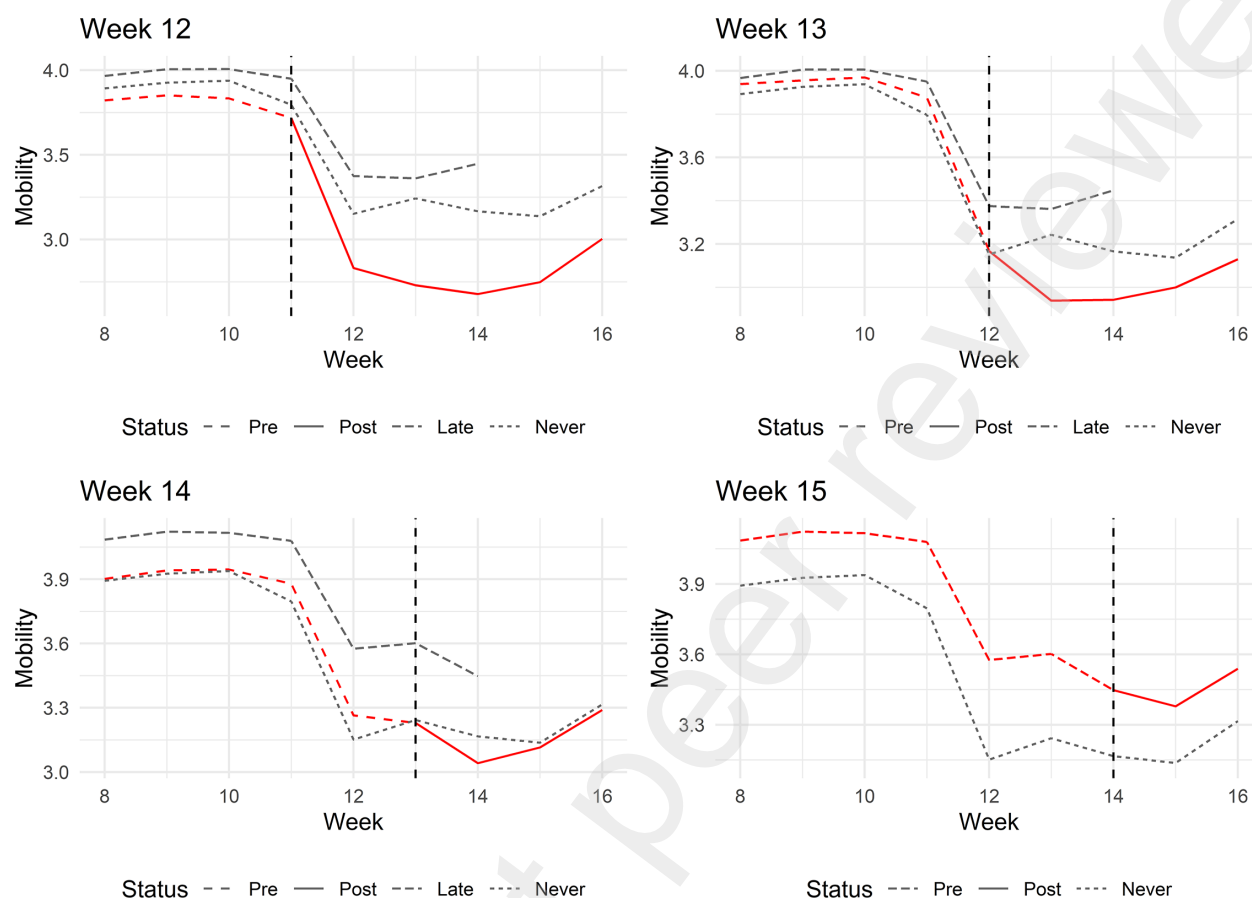 Week 12
Week 13
4.0
3.5
3.0
Mobility
8 10 12 14 16
Week
4.0
3.6
3.2
Mobility
8 10 12 14 16
Week
Status Pre Post Late Never
Status Pre Post Late Never
Week 14
Week 15
3.9
3.6
3.3
3.0
Mobility
8 10 12 14 16
Week
3.9
3.6
3.3
Mobility
8 10 12 14 16
Week
Status Pre Post Late Never
Status Pre Post Never
t peer reviewe